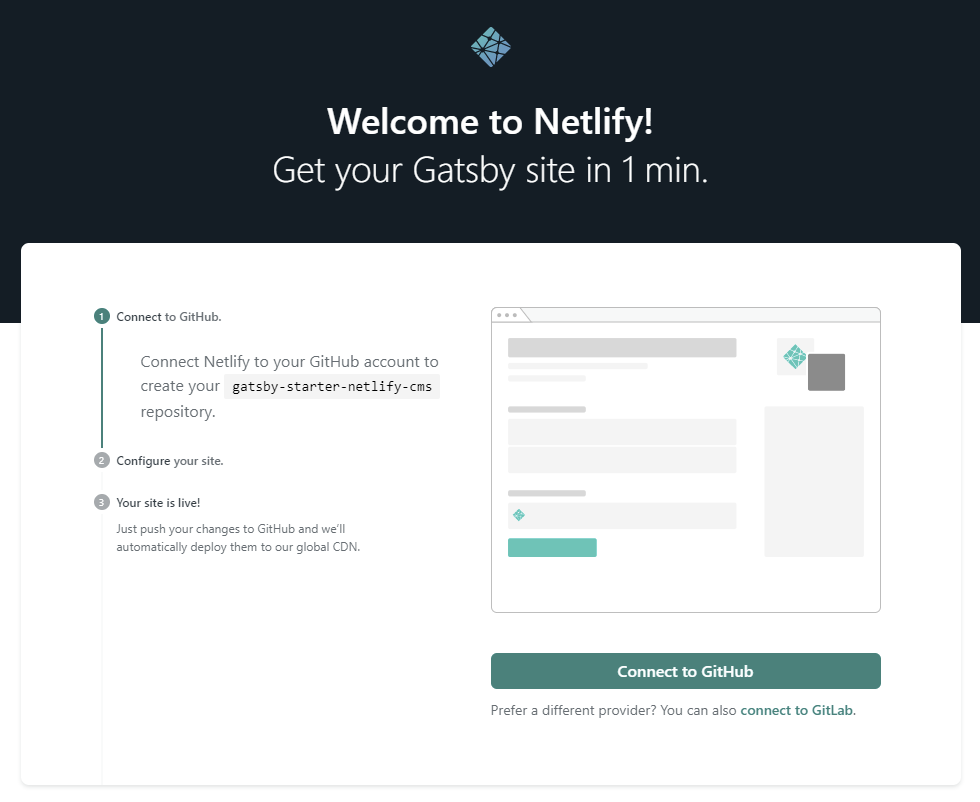 Welcome to Netlify!
Get your Gatsby site in 1 min.
1 Connect to GitHub.
Connect Netlify to your GitHub account to
create your gatsby-starter-netlify-cms
repository.
2 Configure your site.
3 Your site is live!
Just push your changes to GitHub and we'll
automatically deploy them to our global CDN.
Connect to GitHub
Prefer a different provider? You can also connect to GitLab.